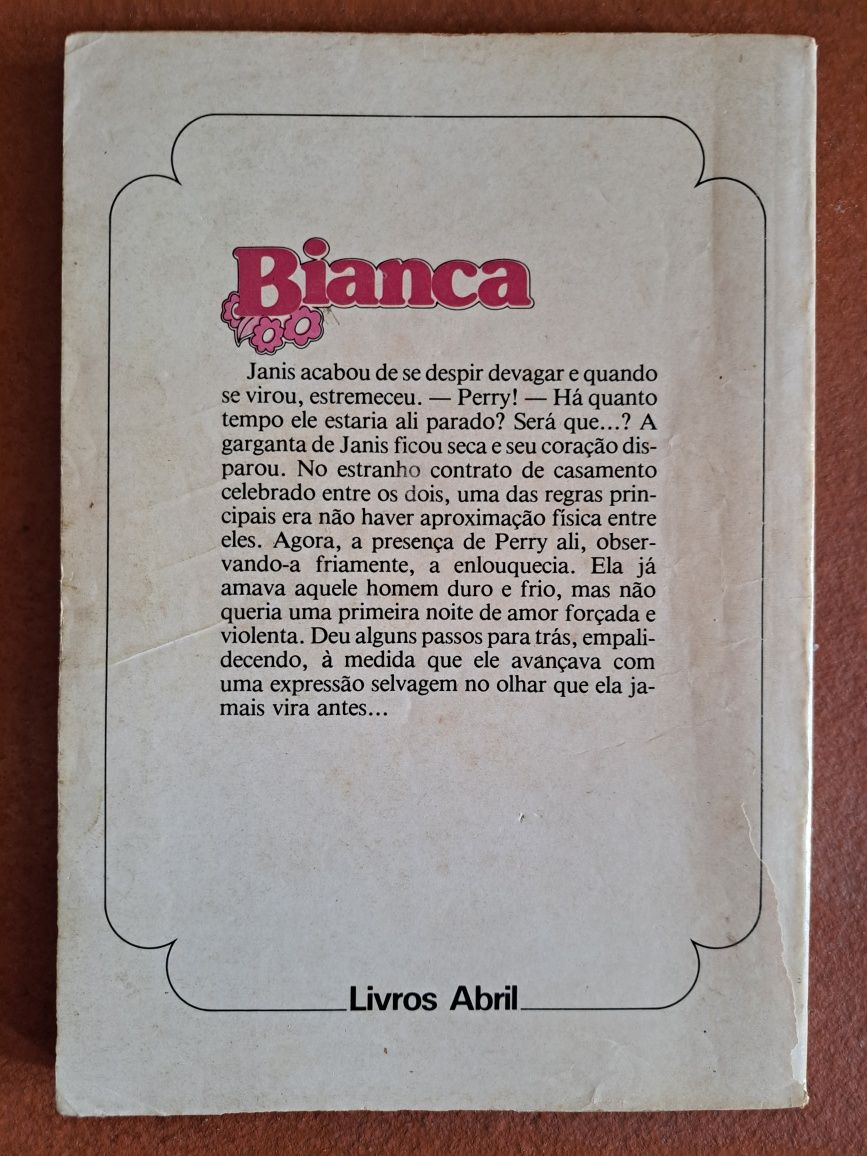 Bianca
Janis acabou de se despir devagar e quando
se virou, estremeceu. — Perry! — Há quanto
tempo ele estaria ali parado? Será que...? A
garganta de Janis ficou seca e seu coração dis-
parou. No estranho contrato de casamento
celebrado entre os dois, uma das regras prin-
cipais era não haver aproximação física entre
eles. Agora, a presença de Perry ali, obser-
vando-a friamente, a enlouquecia. Ela já
amava aquele homem duro e frio, mas não
queria uma primeira noite de amor forçada e
violenta. Deu alguns passos para trás, empali-
decendo, à medida que ele avançava com
uma expressão selvagem no olhar que ela ja-
mais vira antes...
Livros Abril